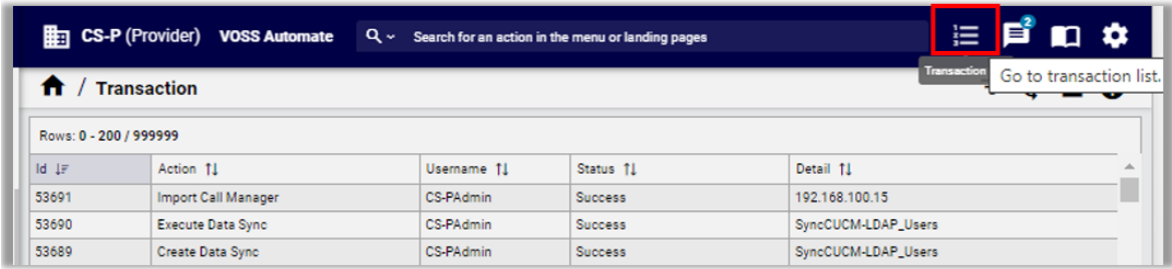 CS-P (Provider) VOSS Automate Search for an action in the menu or landing pages 2
/ Transaction Transaction Go to transaction list.
Rows: 0 - 200 / 999999
Id Action Username Status Detail
53691 Import Call Manager CS-PAdmin Success 192.168.100.15
53690 Execute Data Sync CS-PAdmin Success SyncCUCM-LDAP_Users
53689 Create Data Sync CS-PAdmin Success SyncCUCM-LDAP_Users